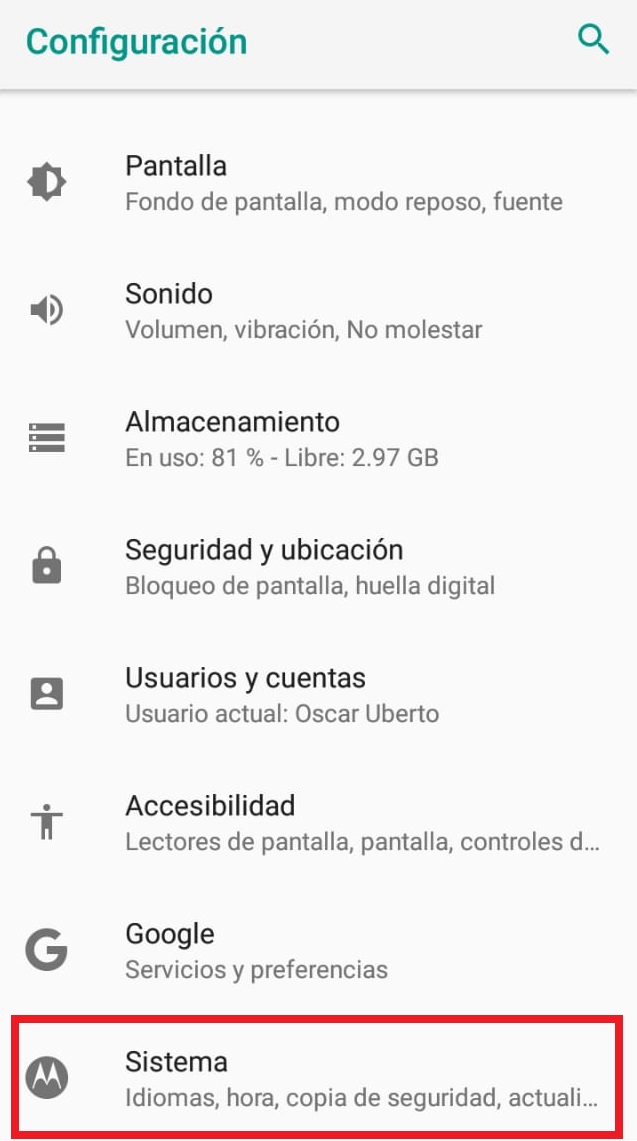 Configuración
Pantalla
Fondo de pantalla, modo reposo, fuente
Sonido
Volumen, vibración, No molestar
Almacenamiento
En uso: 81 % - Libre: 2.97 GB
Seguridad y ubicación
Bloqueo de pantalla, huella digital
Usuarios y cuentas
Usuario actual: Oscar Uberto
Accesibilidad
Lectores de pantalla, pantalla, controles d...
Google
Servicios y preferencias
Sistema
Idiomas, hora, copia de seguridad, actuali...